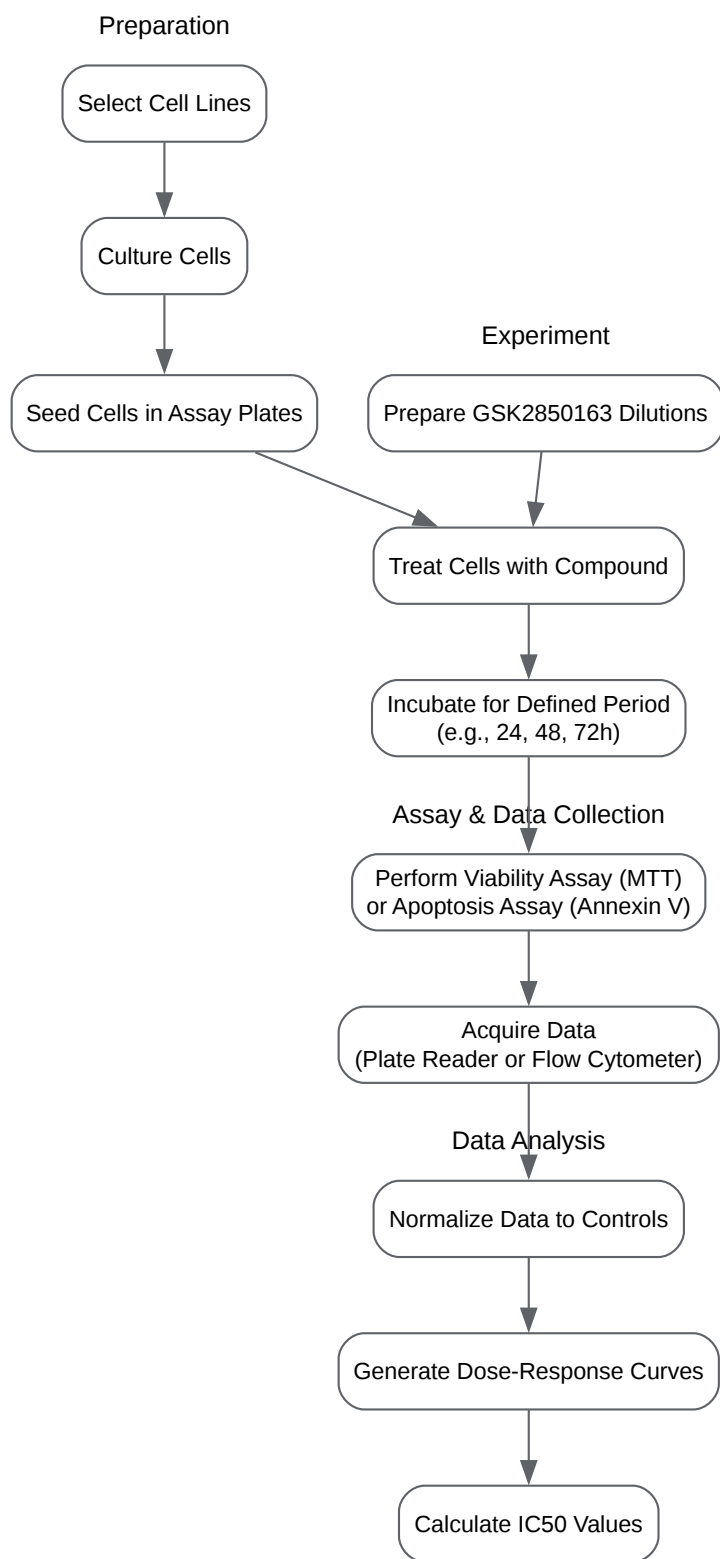 Preparation
Select Cell Lines
Culture Cells
Experiment
Seed Cells in Assay Plates
Prepare GSK2850163 Dilutions
Treat Cells with Compound
Incubate for Defined Period
(e.g., 24, 48, 72h)
Assay & Data Collection
Perform Viability Assay (MTT)
or Apoptosis Assay (Annexin V)
Acquire Data
(Plate Reader or Flow Cytometer)
Data Analysis
Normalize Data to Controls
Generate Dose-Response Curves
Calculate IC50 Values